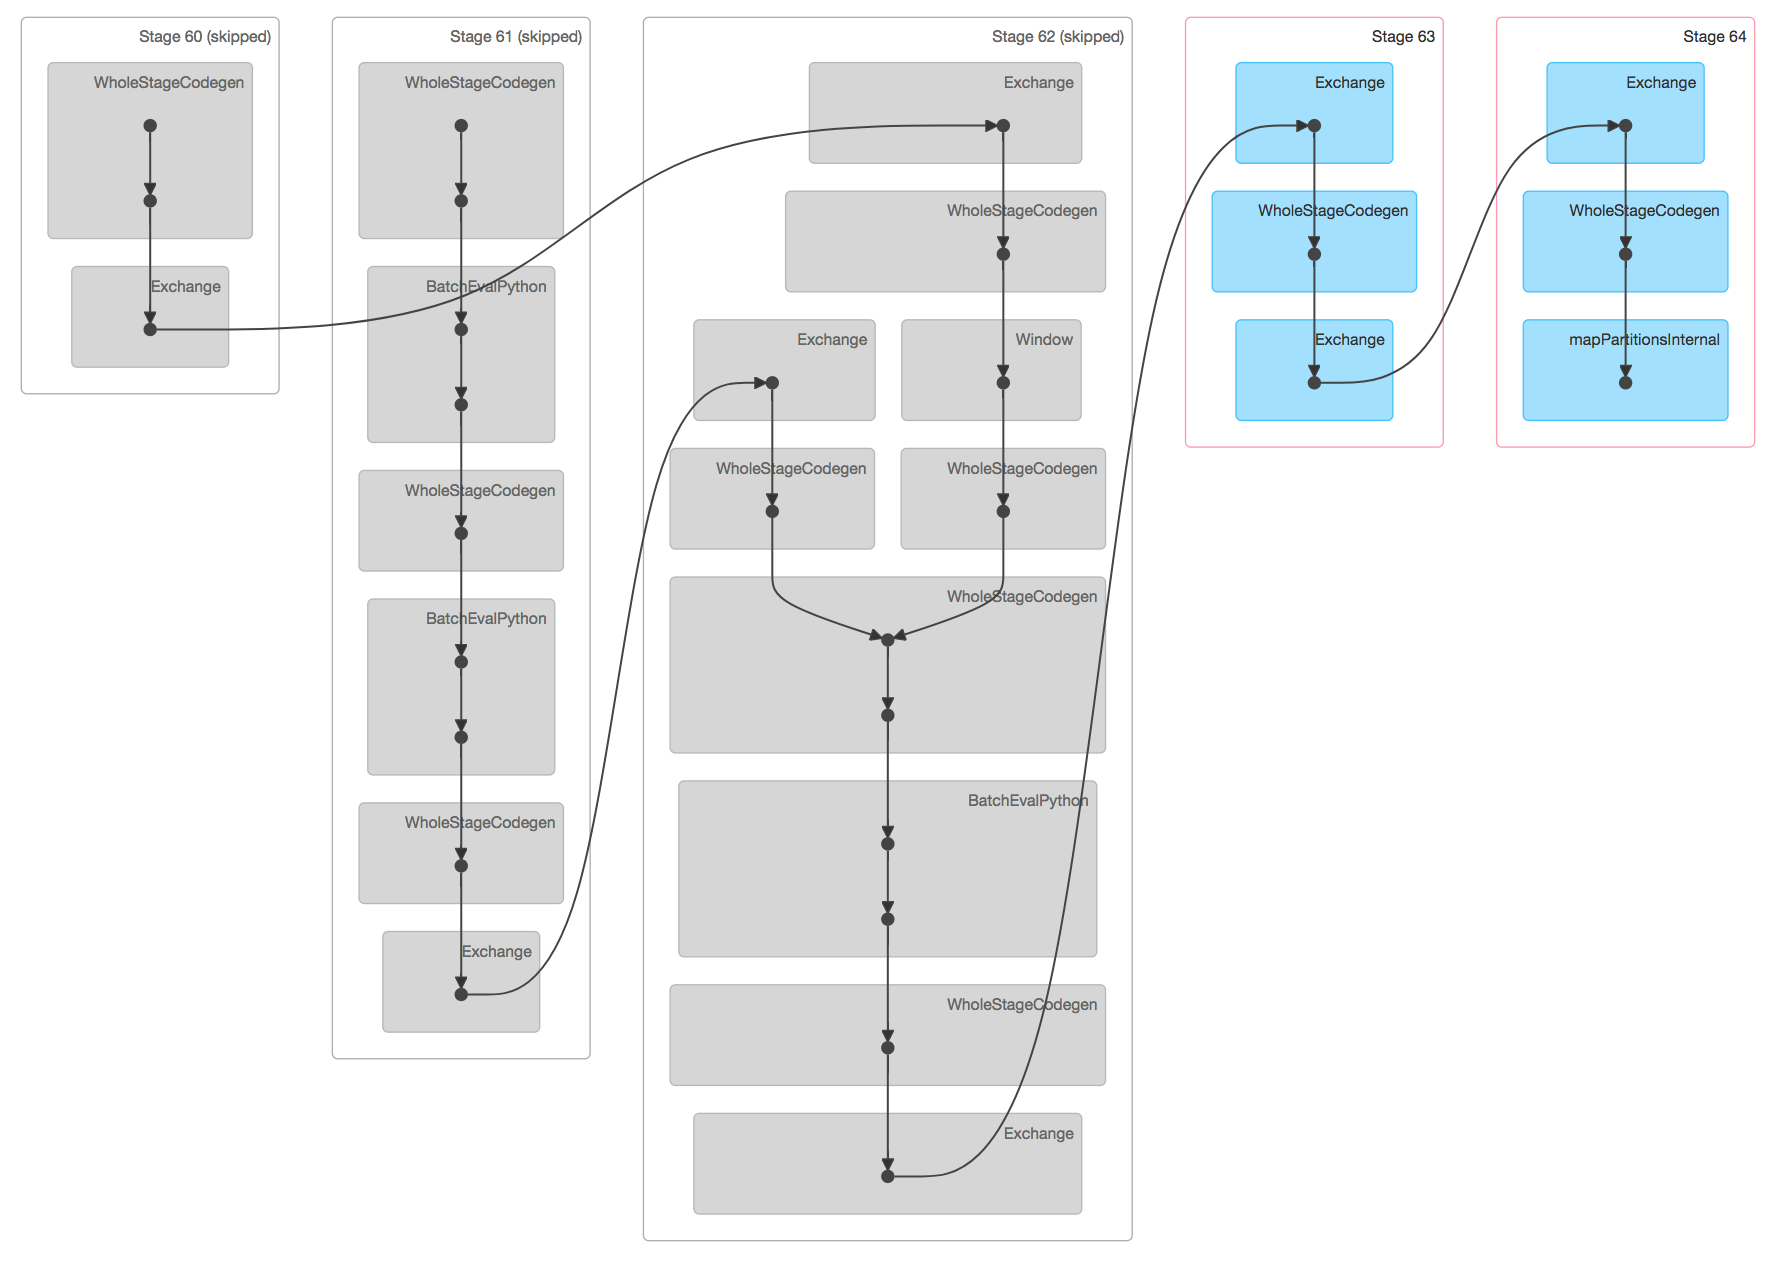 Stage 60 (skipped)
WholeStageCodegen
Exchange
Stage 61 (skipped)
WholeStageCodegen
BatchEvalPython
WholeStageCodegen
BatchEvalPython
WholeStageCodegen
Exchange
Stage 62 (skipped)
Exchange
WholeStageCodegen
Exchange
Window
WholeStageCodegen
WholeStageCodegen
WholeStageCodegen
BatchEvalPython
WholeStageCodegen
Exchange
Stage 63
Exchange
WholeStageCodegen
Exchange
Stage 64
Exchange
WholeStageCodegen
mapPartitionsInternal